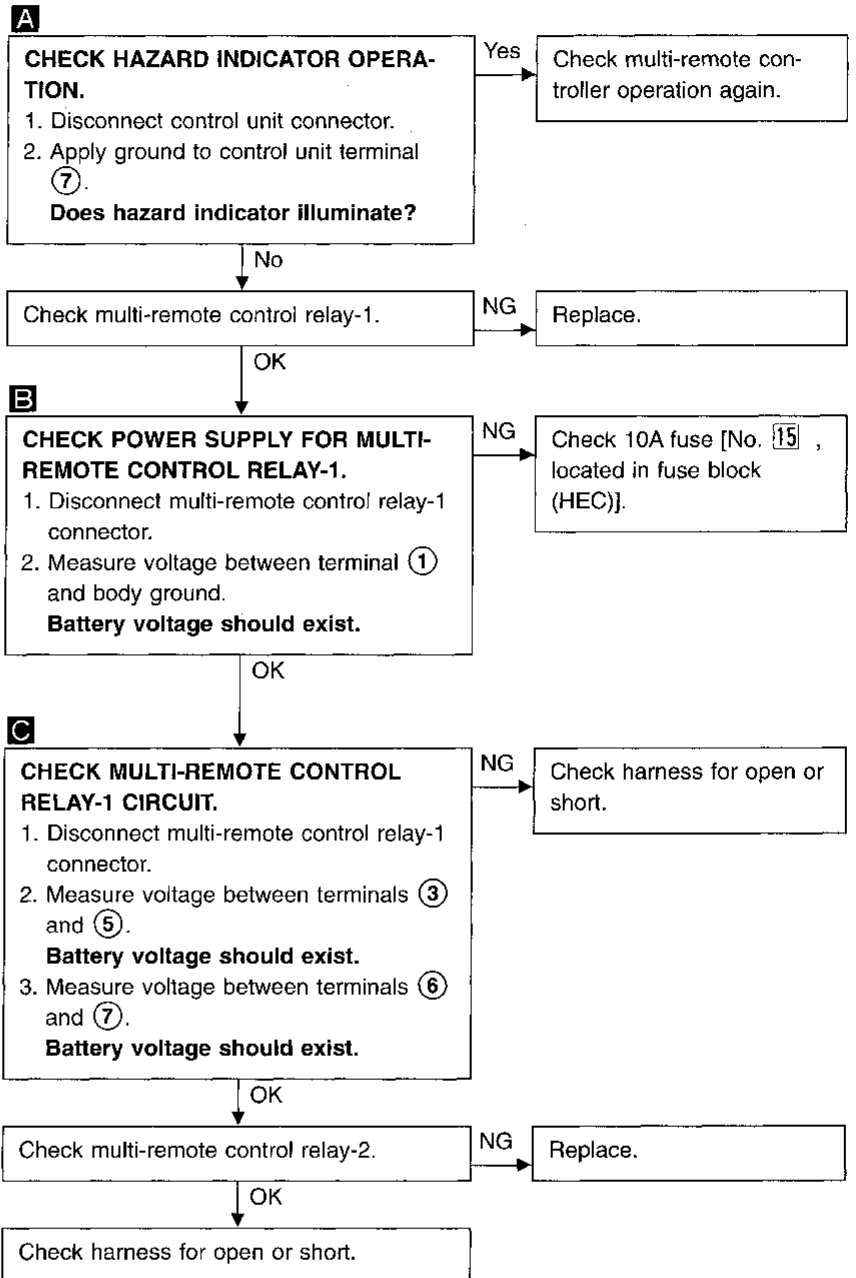 A
CHECK HAZARD INDICATOR OPERA-
TION.
1. Disconnect control unit connector.
2. Apply ground to control unit terminal
⑦.
Does hazard indicator illuminate?
Yes
Check multi-remote con-
troller operation again.
No
Check multi-remote control relay-1.
NG
Replace.
OK
B
CHECK POWER SUPPLY FOR MULTI-
REMOTE CONTROL RELAY-1.
1. Disconnect multi-remote control relay-1
connector.
2. Measure voltage between terminal ①
and body ground.
Battery voltage should exist.
NG
Check 10A fuse [No. 15 ,
located in fuse block
(HEC)].
OK
C
CHECK MULTI-REMOTE CONTROL
RELAY-1 CIRCUIT.
1. Disconnect multi-remote control relay-1
connector.
2. Measure voltage between terminals ③
and ⑤.
Battery voltage should exist.
3. Measure voltage between terminals ⑥
and ⑦.
Battery voltage should exist.
NG
Check harness for open or
short.
OK
Check multi-remote control relay-2.
NG
Replace.
OK
Check harness for open or short.